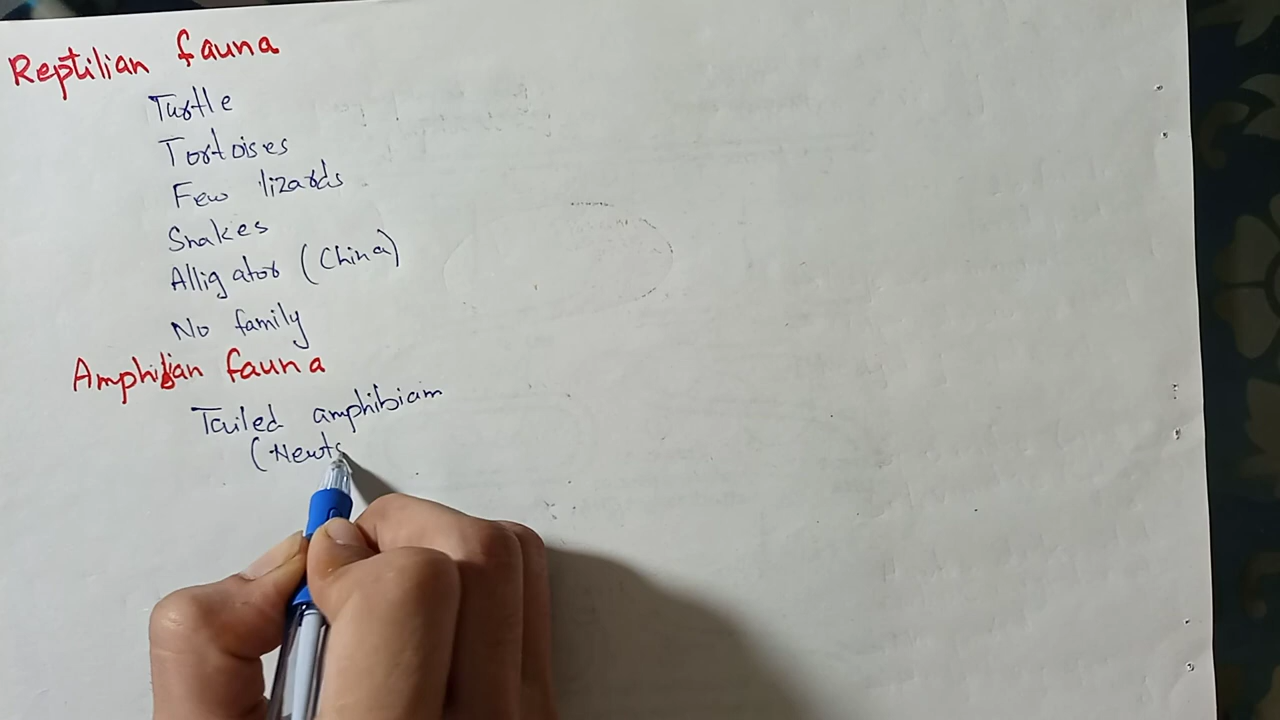 Reptilian fauna
Turtle
Tortoises
Few lizards
Snakes
Alligator (China)
No family
Amphibian fauna
Tailed amphibiam
(Newts